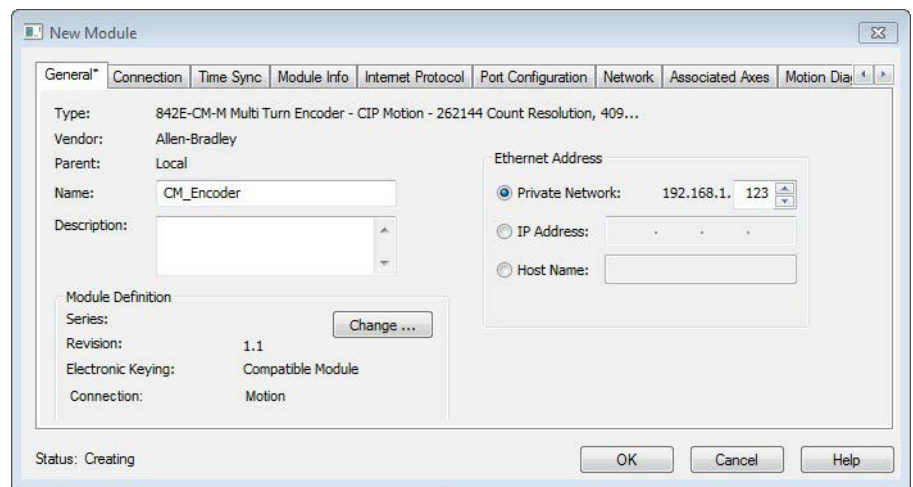 New Module
General* Connection Time Sync Module Info Internet Protocol Port Configuration Network Associated Axes Motion Dia
Type: 842E-CM-M Multi Turn Encoder - CIP Motion - 262144 Count Resolution, 409...
Vendor: Allen-Bradley
Parent: Local
Name: CM_Encoder
Description:
Ethernet Address
Private Network: 192.168.1. 123
IP Address: . . .
Host Name:
Module Definition
Series:
Change ...
Revision: 1.1
Electronic Keying: Compatible Module
Connection: Motion
Status: Creating
OK Cancel Help